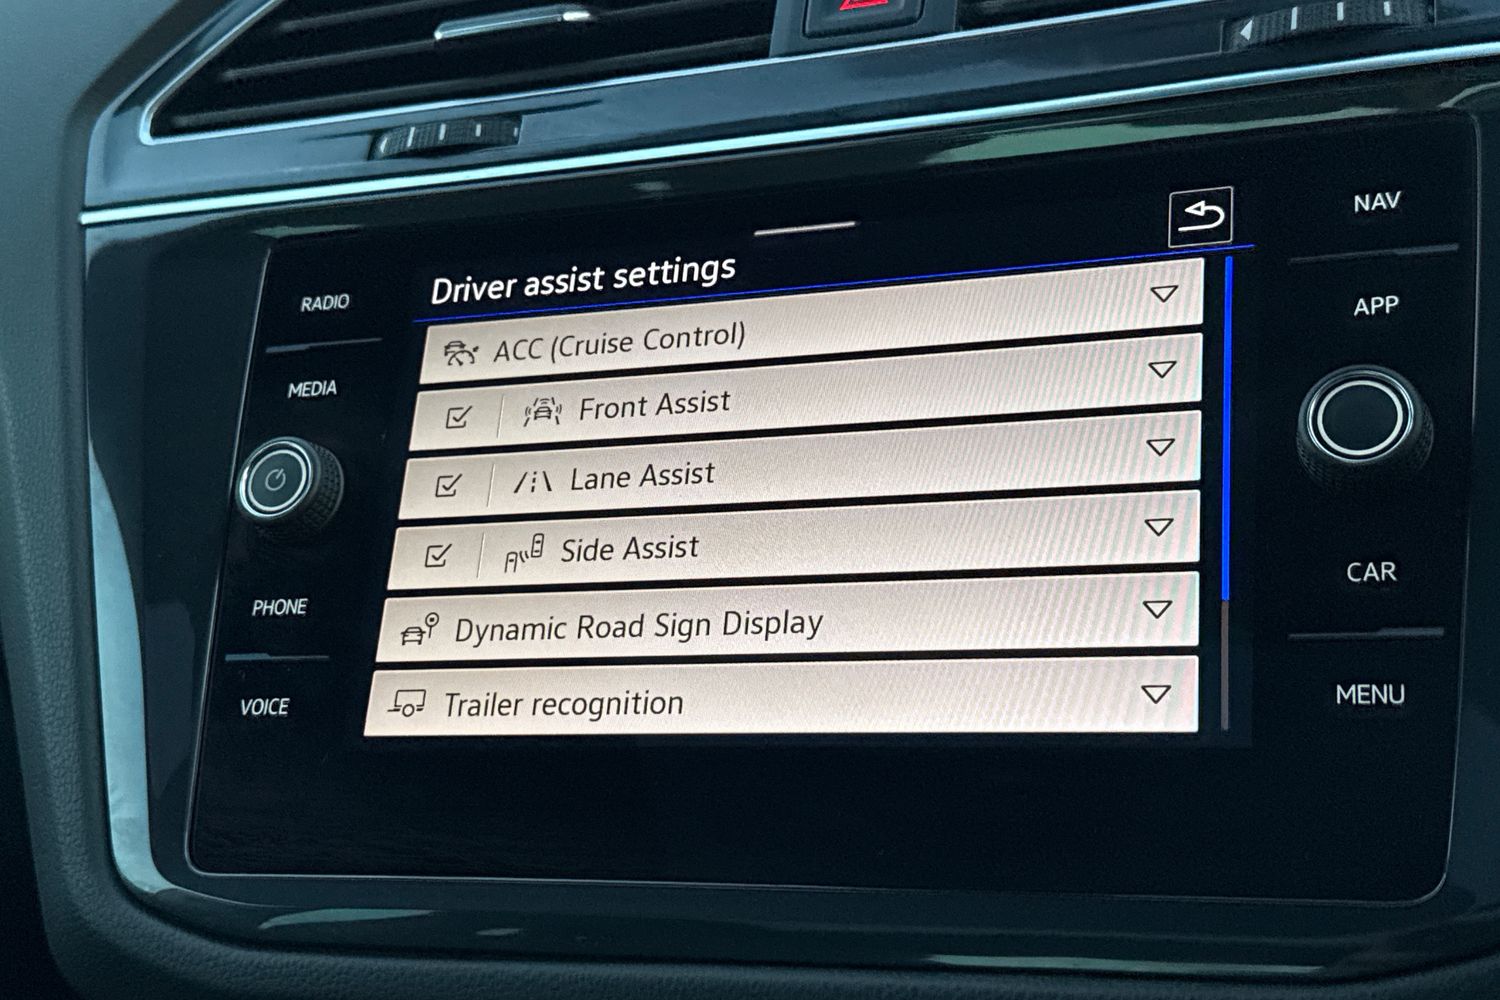 RADIO
MEDIA
PHONE
VOICE
Driver assist settings
ACC (Cruise Control)
Front Assist
Lane Assist
Side Assist
Dynamic Road Sign Display
Trailer recognition
NAV
APP
CAR
MENU